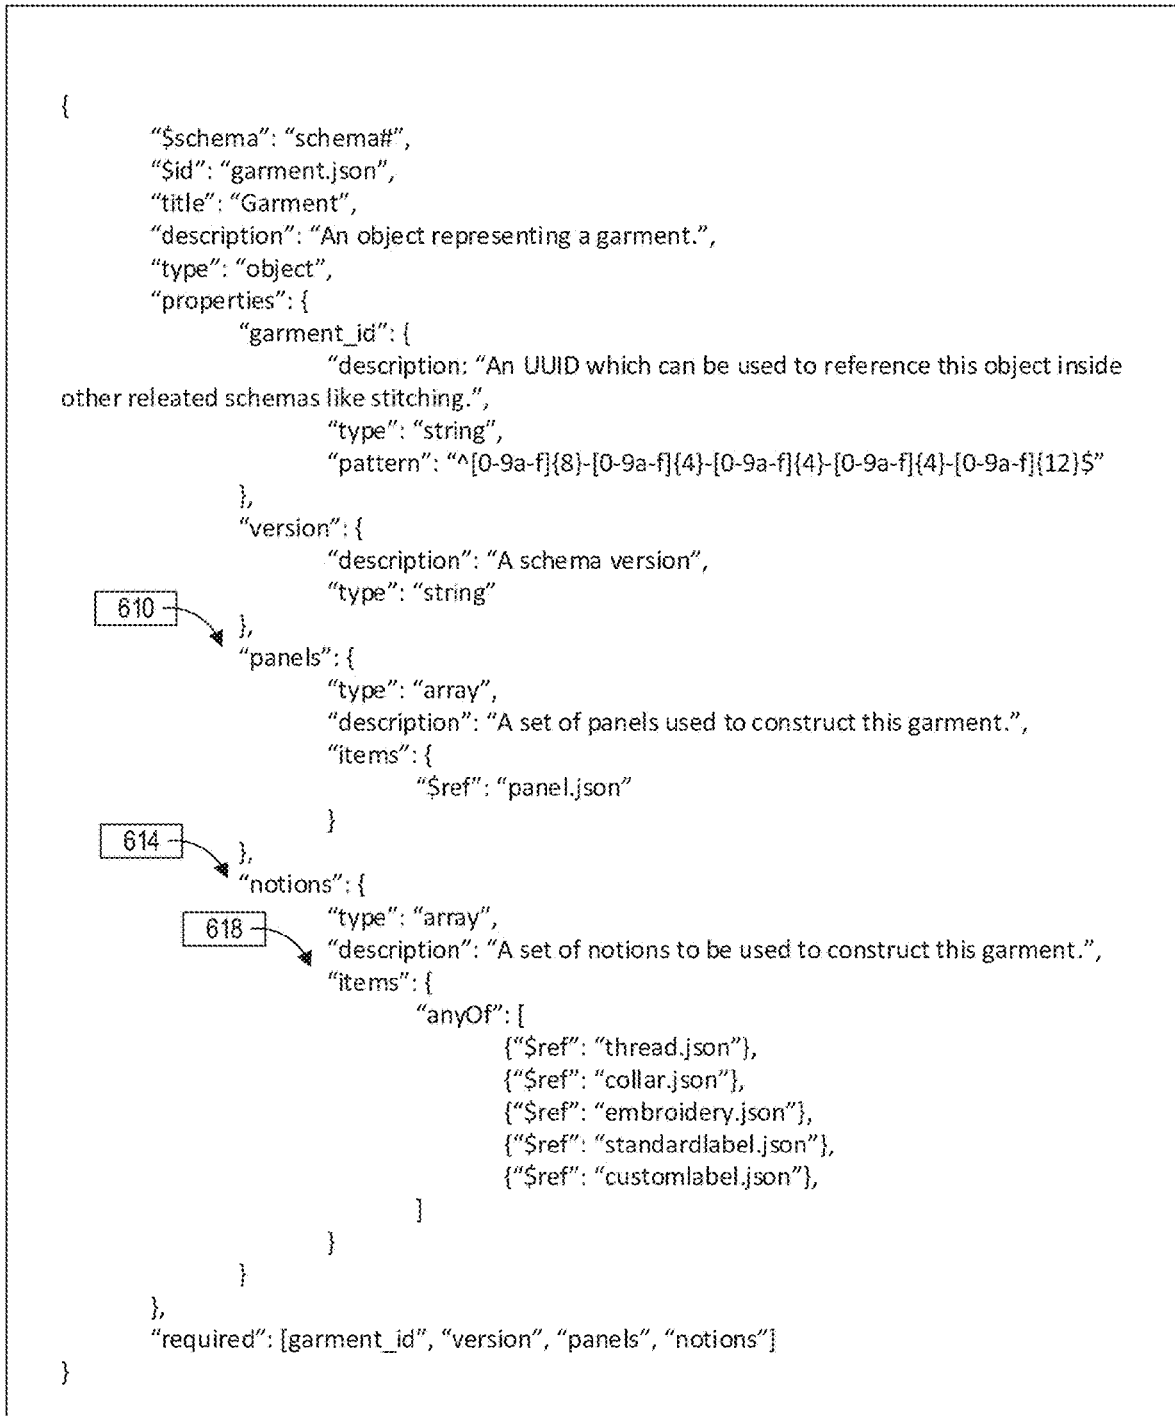 {
“$schema”: “schema#”,
“$id”: “garment.json”,
“title”: “Garment”,
“description”: “An object representing a garment.”,
“type”: “object”,
“properties”: {
“garment_id”: {
“description: “An UUID which can be used to reference this object inside
other releated schemas like stitching.”,
“type”: “string”,
“pattern”: “^[0-9a-f]{8}-[0-9a-f]{4}-[0-9a-f]{4}-[0-9a-f]{4}-[0-9a-f]{12}$”
},
“version”: {
“description”: “A schema version”,
“type”: “string”
610
},
“panels”: {
“type”: “array”,
“description”: “A set of panels used to construct this garment.”,
“items”: {
“$ref”: “panel.json”
}
614
},
“notions”: {
“type”: “array”,
618
“description”: “A set of notions to be used to construct this garment.”,
“items”: {
“anyOf”: [
{“$ref”: “thread.json”},
{“$ref”: “collar.json”},
{“$ref”: “embroidery.json”},
{“$ref”: “standardlabel.json”},
{“$ref”: “customlabel.json”},
]
}
}
},
“required”: [garment_id”, “version”, “panels”, “notions”]
}